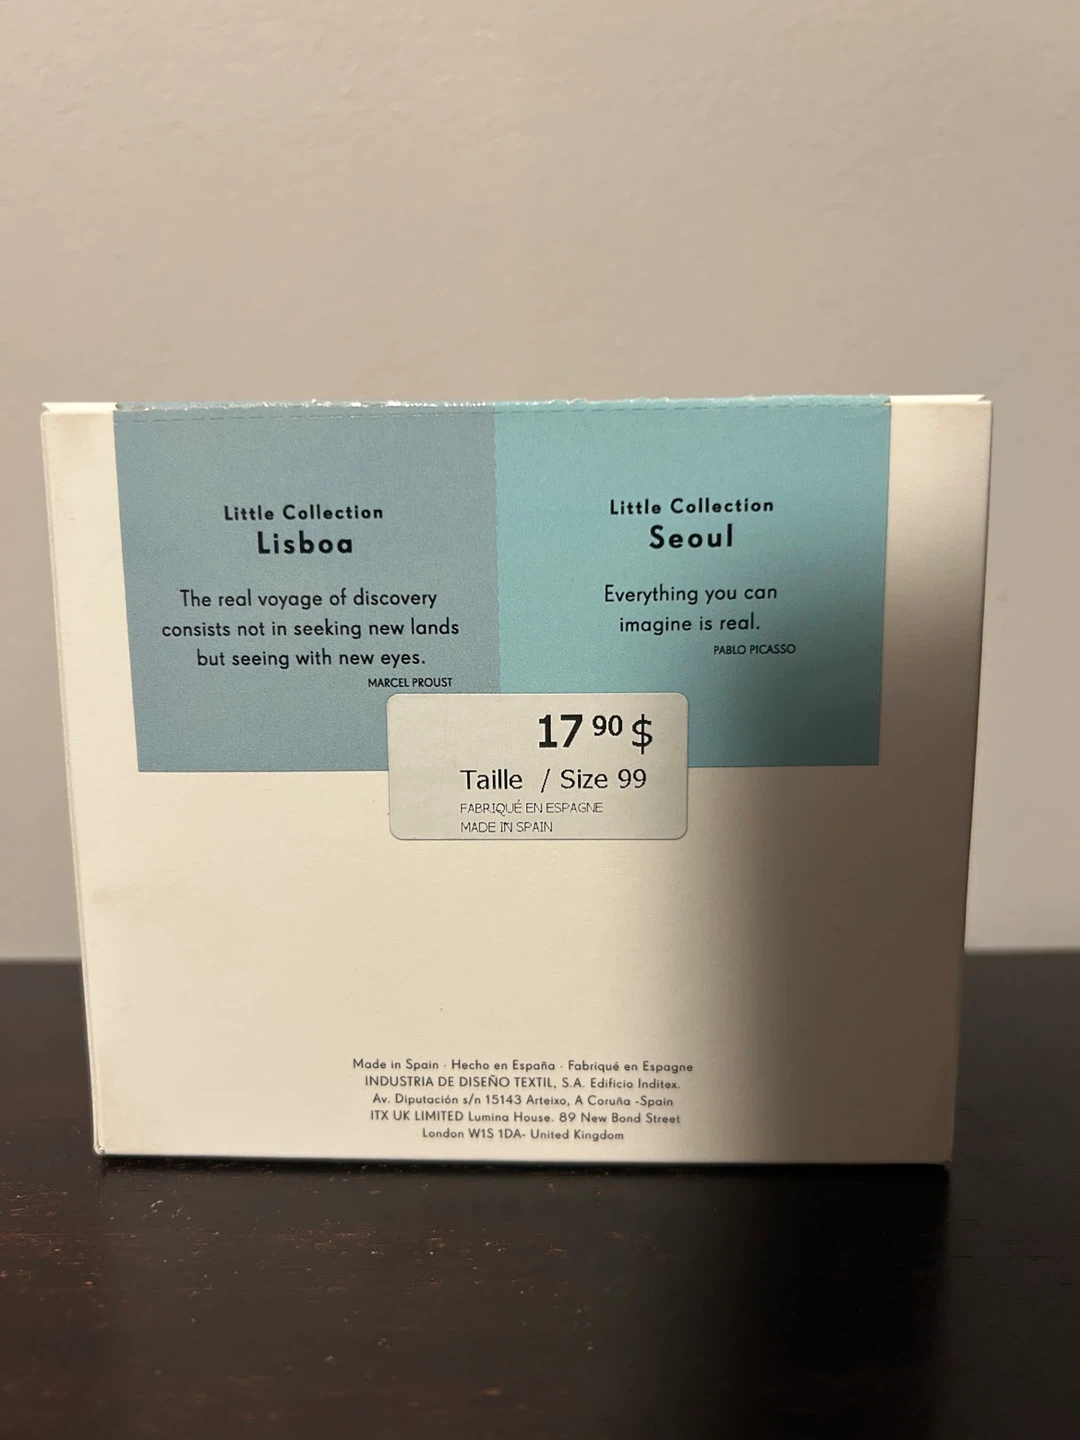 Little Collection
Lisboa
The real voyage of discovery
consists not in seeking new lands
but seeing with new eyes.
MARCEL PROUST
Little Collection
Seoul
Everything you can
imagine is real.
PABLO PICASSO
17 90 $
Taille / Size 99
FABRIQUÉ EN ESPAGNE
MADE IN SPAIN
Made in Spain · Hecho en España · Fabriqué en Espagne
INDUSTRIA DE DISEÑO TEXTIL, S.A. Edificio Inditex.
Av. Diputación s/n 15143 Arteixo, A Coruña -Spain
ITX UK LIMITED Lumina House. 89 New Bond Street
London W1S 1DA- United Kingdom